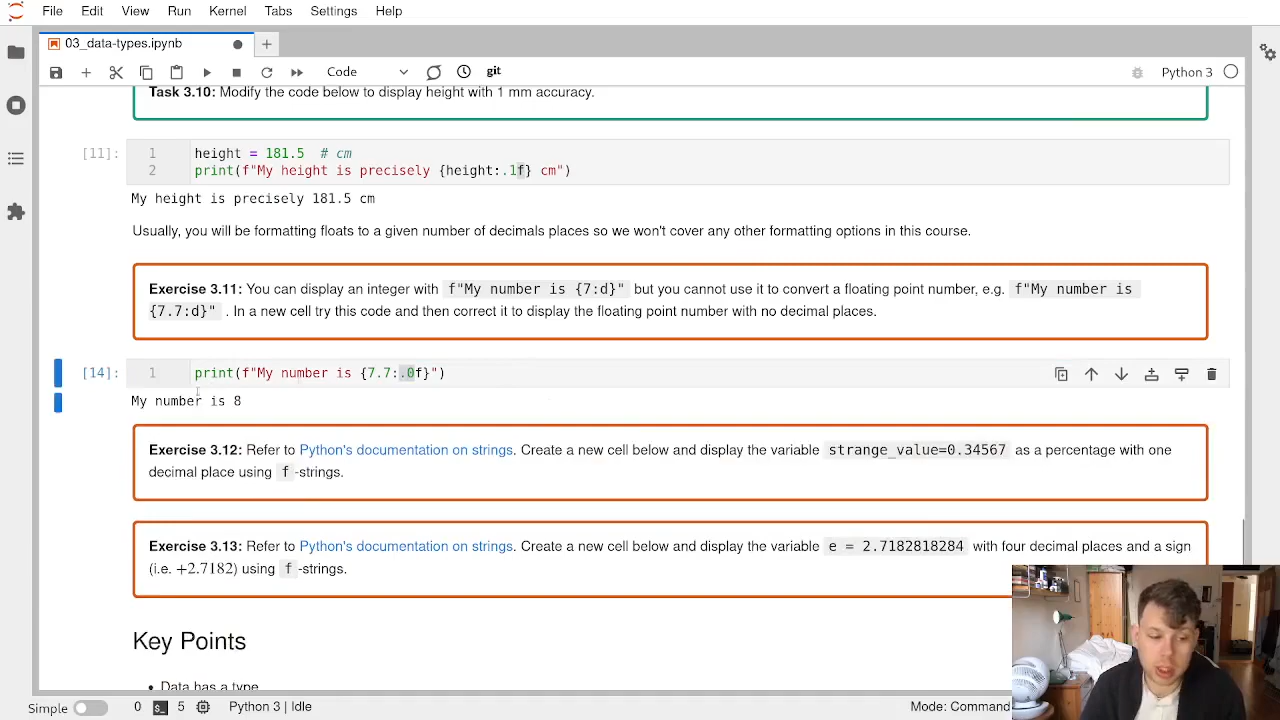 File Edit View Run Kernel Tabs Settings Help
03_data-types.ipynb
Code
git
Python 3
Task 3.10: Modify the code below to display height with 1 mm accuracy.
[11]:
1 height = 181.5 # cm
2 print(f"My height is precisely {height:.1f} cm")
My height is precisely 181.5 cm
Usually, you will be formatting floats to a given number of decimals places so we won't cover any other formatting options in this course.
Exercise 3.11: You can display an integer with f"My number is {7:d}" but you cannot use it to convert a floating point number, e.g. f"My number is
{7.7:d}" . In a new cell try this code and then correct it to display the floating point number with no decimal places.
[14]:
1 print(f"My number is {7.7:.0f}")
My number is 8
Exercise 3.12: Refer to Python's documentation on strings. Create a new cell below and display the variable strange_value=0.34567 as a percentage with one
decimal place using f -strings.
Exercise 3.13: Refer to Python's documentation on strings. Create a new cell below and display the variable e = 2.7182818284 with four decimal places and a sign
(i.e. +2.7182) using f -strings.
Key Points
• Data has a type
Simple 0 $_ 5 Python 3 | Idle Mode: Command